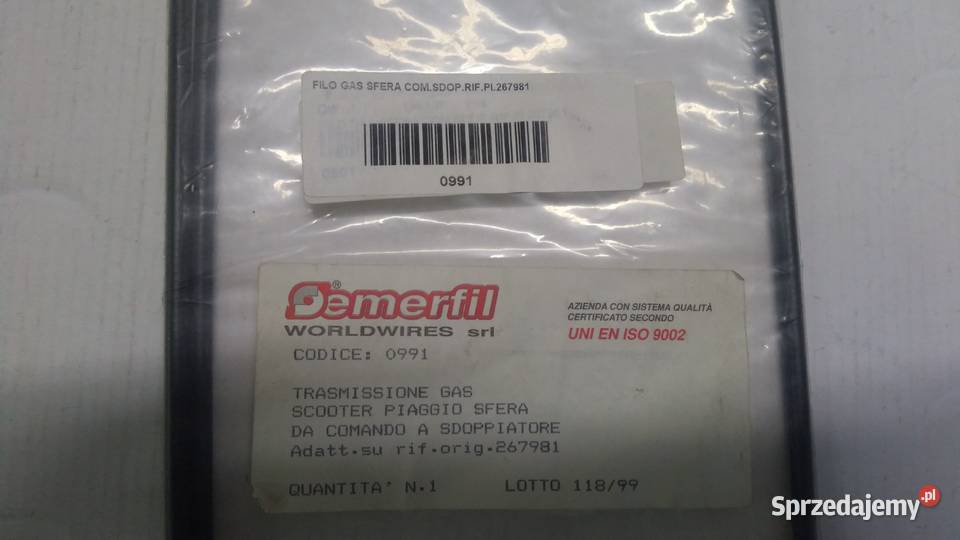 FILO GAS SFERA COM.SDOP.RIF.PI.267981
0991
Semerfil®
WORLDWIRES srl
AZIENDA CON SISTEMA QUALITÀ
CERTIFICATO SECONDO
UNI EN ISO 9002
CODICE: 0991
TRASMISSIONE GAS
SCOOTER PIAGGIO SFERA
DA COMANDO A SDOPPIATORE
Adatt.su rif.orig.267981
QUANTITA' N.1 LOTTO 118/99
Sprzedajemy.pl